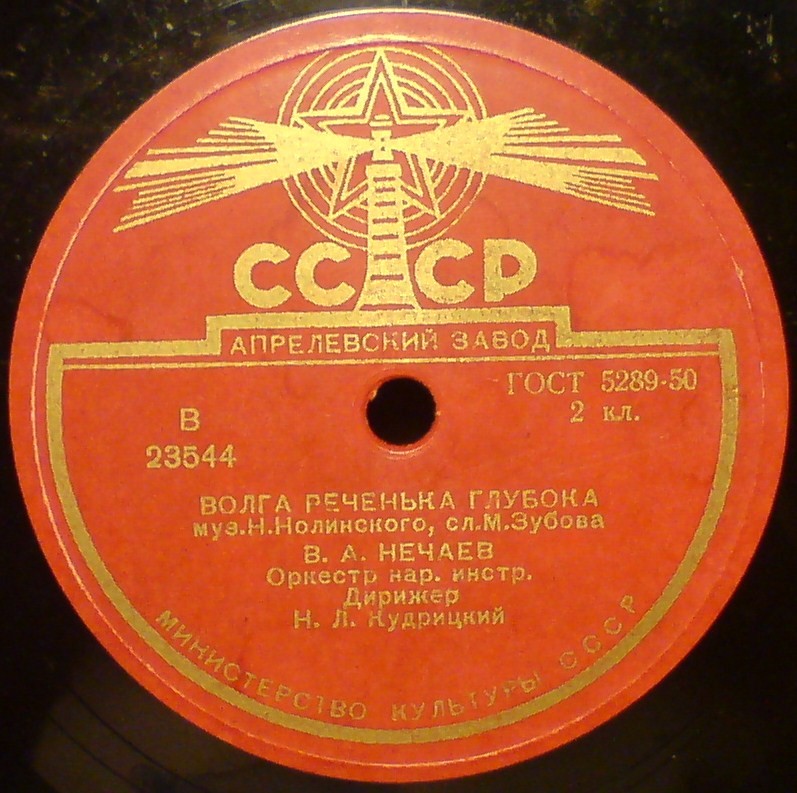 СССР
АПРЕЛЕВСКИЙ ЗАВОД
ГОСТ 5289-50
2 кл.
В
23544
ВОЛГА РЕЧЕНЬКА ГЛУБОКА
муз.Н.Нолинского, сл.М.Зубова
В. А. НЕЧАЕВ
Оркестр нар. инстр.
Дирижер
Н. Л. Кудрицкий
МИНИСТЕРСТВО КУЛЬТУРЫ СССР